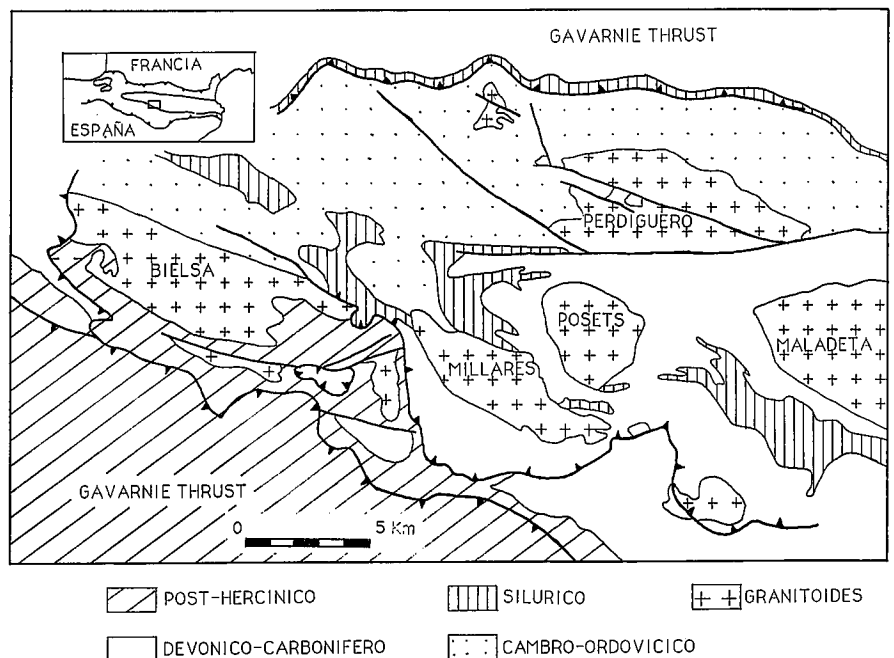 GAVARNIE THRUST
FRANCIA
ESPAÑA
PERDIGUERO
BIELSA
POSETS
MALADETA
MILLARES
GAVARNIE THRUST
0 5 Km
POST-HERCINICO
SILURICO
GRANITOIDES
DEVONICO-CARBONIFERO
CAMBRO-ORDOVICICO